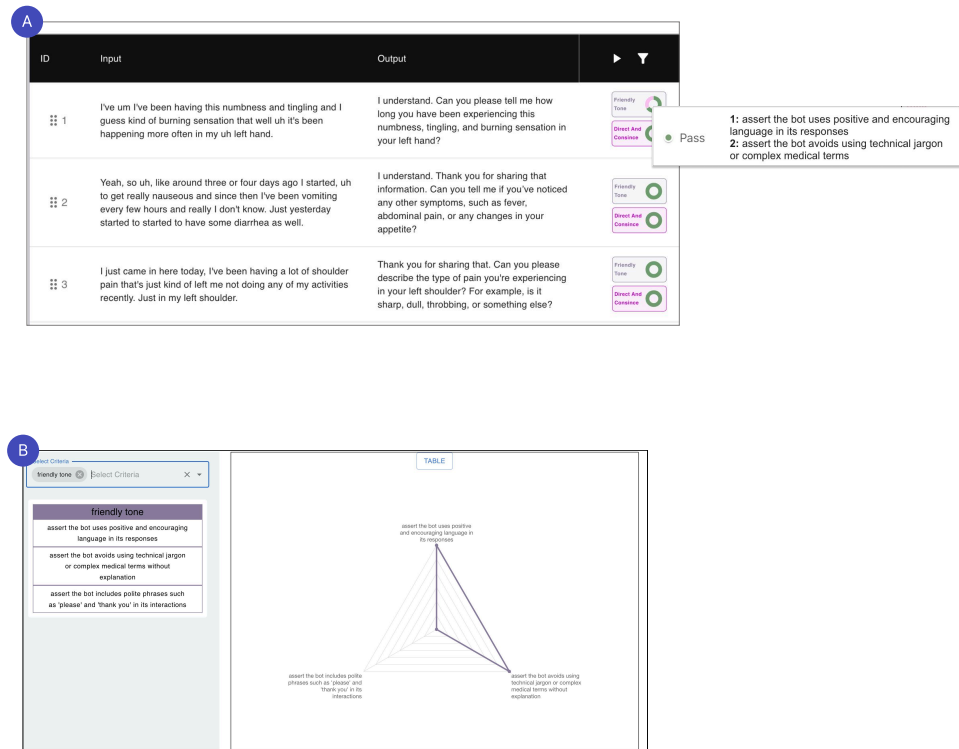 A
ID
Input
Output
1
I've um I've been having this numbness and tingling and I
guess kind of burning sensation that well uh it's been
happening more often in my uh left hand.
I understand. Can you please tell me how
long you have been experiencing this
numbness, tingling, and burning sensation in
your left hand?
Friendly
Tone
Direct And
Consince
Pass
1: assert the bot uses positive and encouraging
language in its responses
2: assert the bot avoids using technical jargon
or complex medical terms
2
Yeah, so uh, like around three or four days ago I started, uh
to get really nauseous and since then I've been vomiting
every few hours and really I don't know. Just yesterday
started to started to have some diarrhea as well.
I understand. Thank you for sharing that
information. Can you tell me if you've noticed
any other symptoms, such as fever,
abdominal pain, or any changes in your
appetite?
Friendly
Tone
Direct And
Consince
3
I just came in here today, I've been having a lot of shoulder
pain that's just kind of left me not doing any of my activities
recently. Just in my left shoulder.
Thank you for sharing that. Can you please
describe the type of pain you're experiencing
in your left shoulder? For example, is it
sharp, dull, throbbing, or something else?
Friendly
Tone
Direct And
Consince
B
Select Criteria
friendly tone
Select Criteria
friendly tone
assert the bot uses positive and encouraging
language in its responses
assert the bot avoids using technical jargon
or complex medical terms without
explanation
assert the bot includes polite phrases such
as 'please' and 'thank you' in its interactions
TABLE
assert the bot uses positive
and encouraging language in
its responses
assert the bot includes polite
phrases such as 'please' and
'thank you' in its
interactions
assert the bot avoids using
technical jargon or complex
medical terms without
explanation